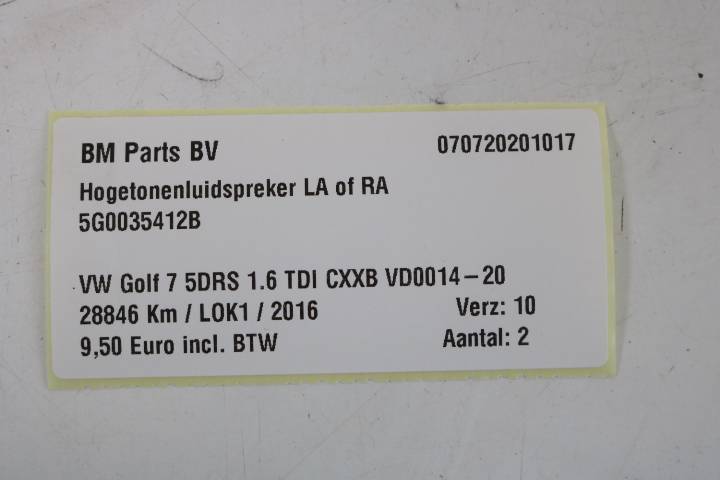 BM Parts BV 070720201017
Hogetonenluidspreker LA of RA
5G0035412B
VW Golf 7 5DRS 1.6 TDI CXXB VD0014-20
28846 Km / LOK1 / 2016 Verz: 10
9,50 Euro incl. BTW Aantal: 2